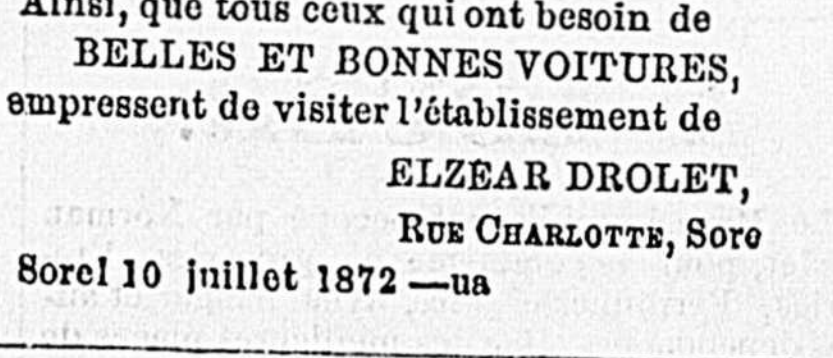 Ainsi, que tous ceux qui ont besoin de
BELLES ET BONNES VOITURES,
empressent de visiter l'établissement de
ELZÉAR DROLET,
RUE CHARLOTTE, Sore
Sorel 10 juillet 1872 —ua